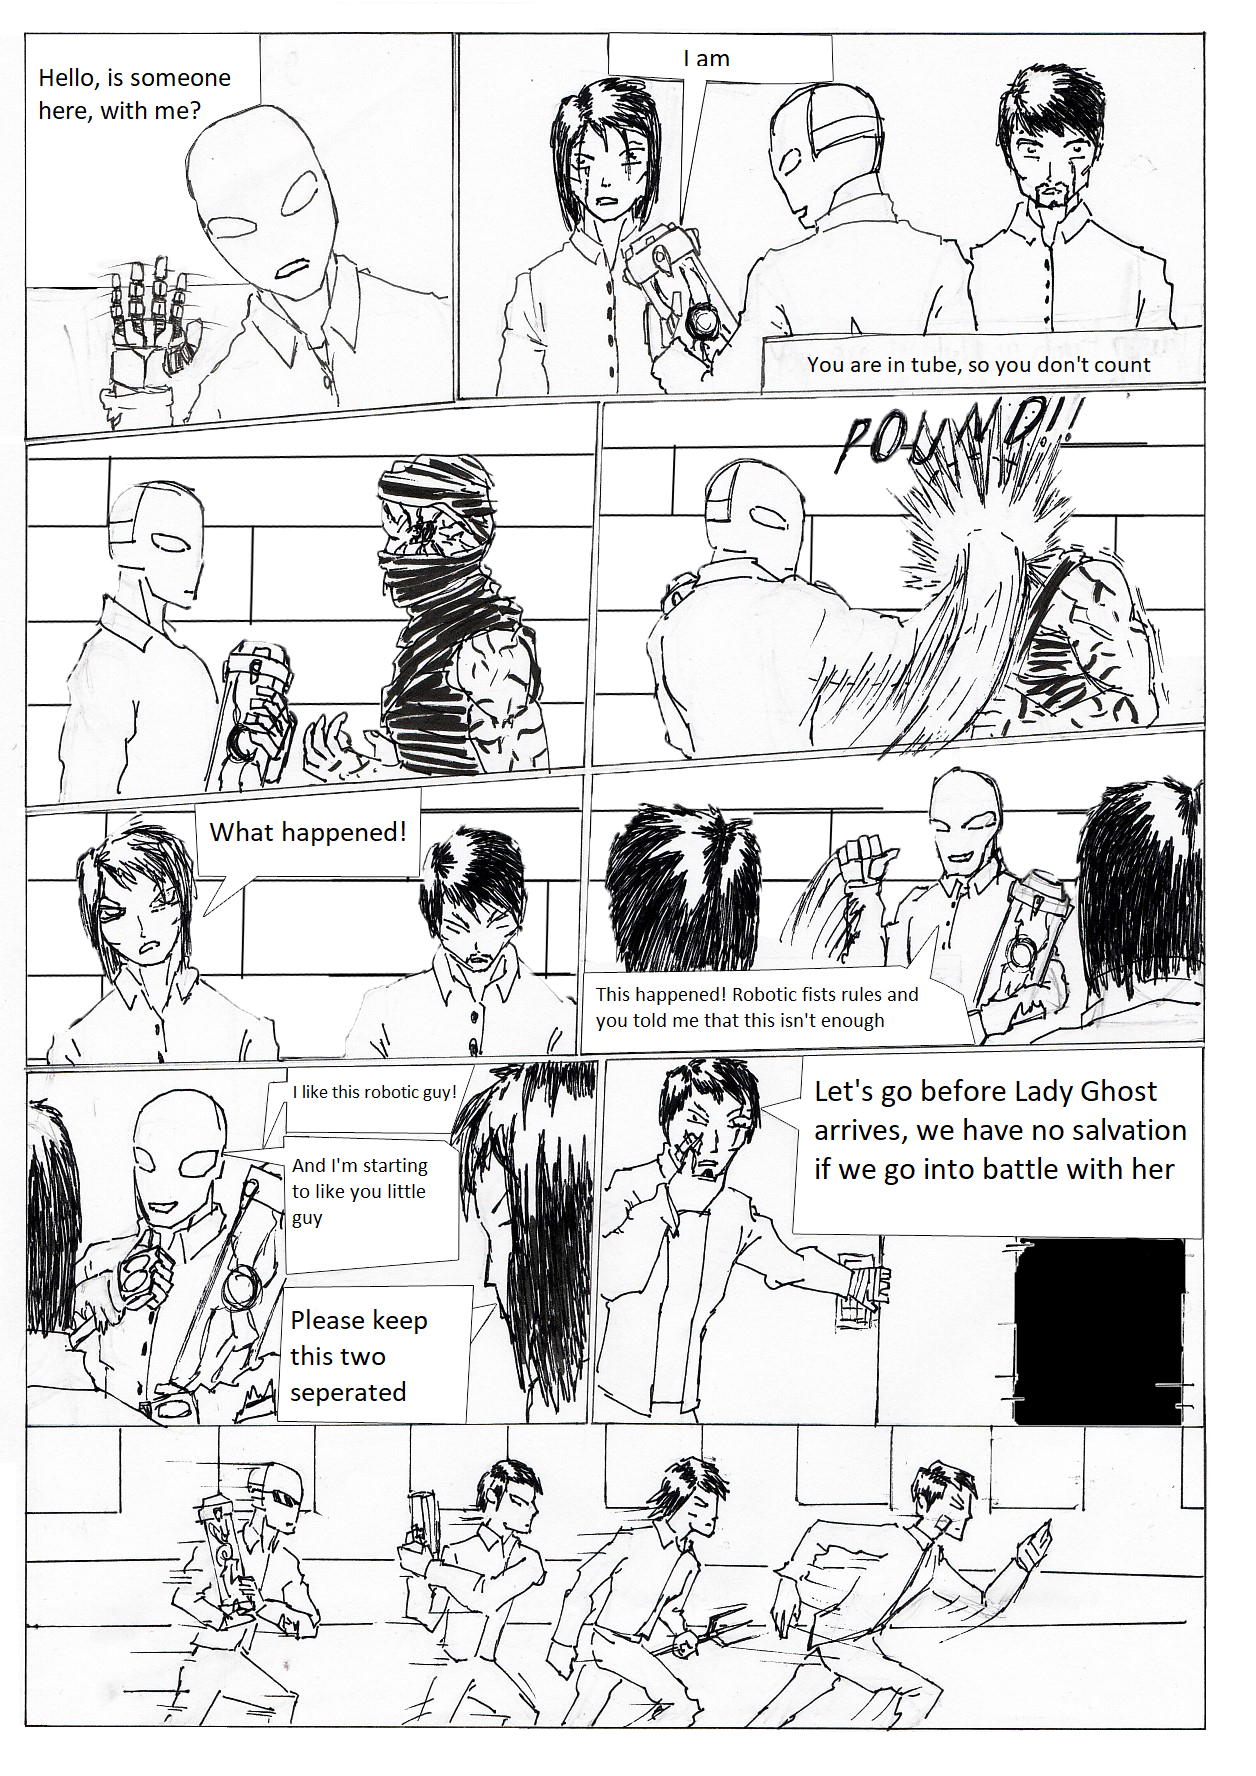 Hello, is someone
here, with me?
I am
You are in tube, so you don't count
POUND!!
What happened!
This happened! Robotic fists rules and
you told me that this isn't enough
I like this robotic guy!
And I'm starting
to like you little
guy
Please keep
this two
seperated
Let's go before Lady Ghost
arrives, we have no salvation
if we go into battle with her